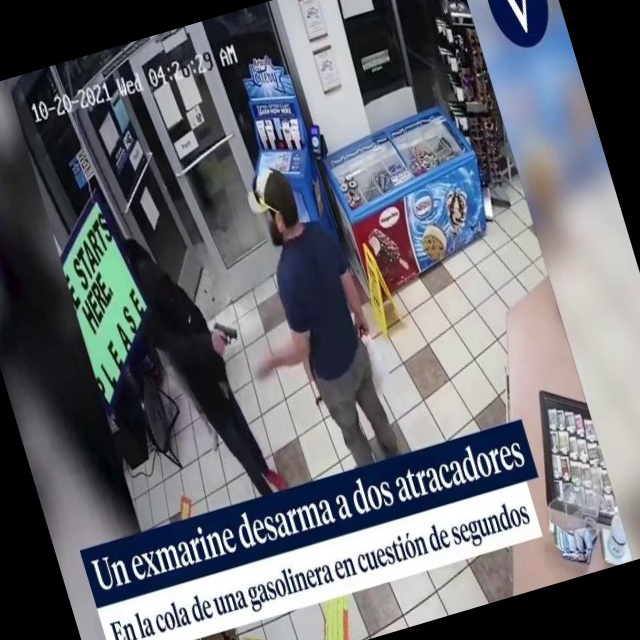 10-20-2021 Wed 04:26:29 AM
E STARTS
HERE
PLEASE
Un exmarine desarma a dos atracadores
En la cola de una gasolinera en cuestión de segundos